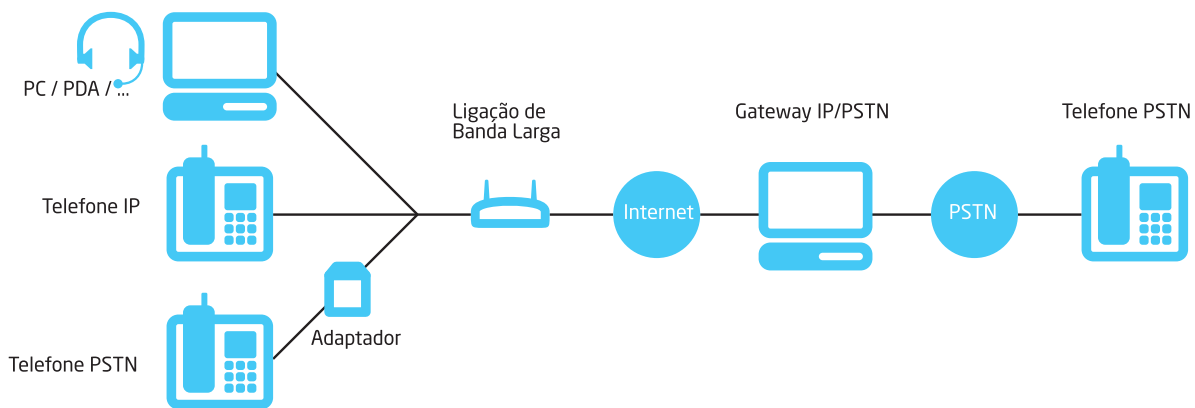 PC / PDA / ...
Telefone IP
Telefone PSTN
Adaptador
Ligação de
Banda Larga
Internet
Gateway IP/PSTN
PSTN
Telefone PSTN